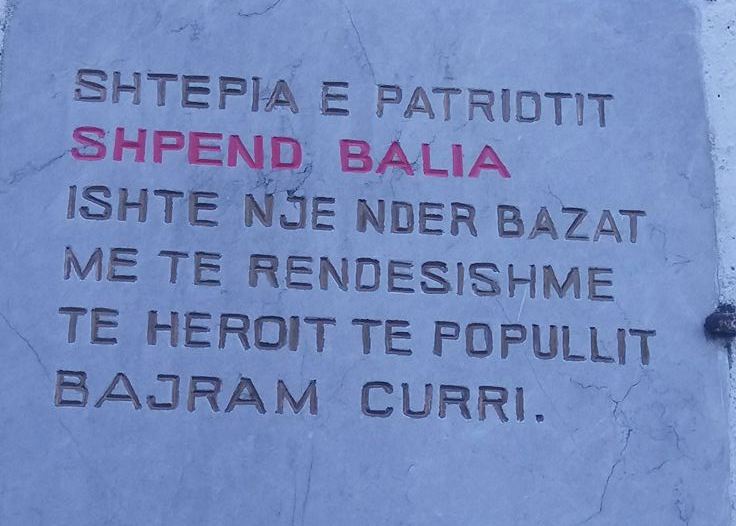 SHTEPIA E PATRIOTIT
SHPEND BALIA
ISHTE NJE NDER BAZAT
ME TE RENDESISHME
TE HEROIT TE POPULLIT
BAJRAM CURRI.